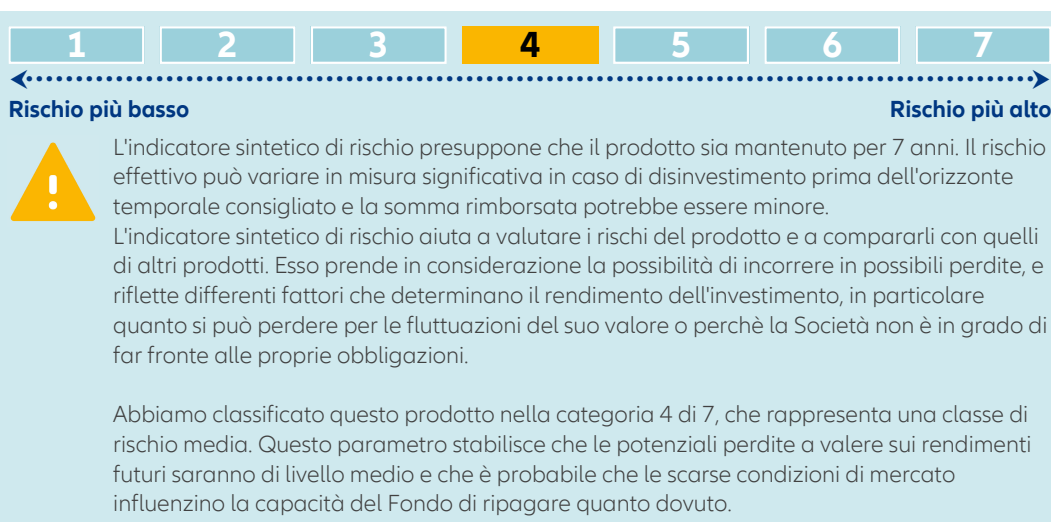 1 2 3 4 5 6 7
Rischio più basso Rischio più alto
L'indicatore sintetico di rischio presuppone che il prodotto sia mantenuto per 7 anni. Il rischio
effettivo può variare in misura significativa in caso di disinvestimento prima dell'orizzonte
temporale consigliato e la somma rimborsata potrebbe essere minore.
L'indicatore sintetico di rischio aiuta a valutare i rischi del prodotto e a compararli con quelli
di altri prodotti. Esso prende in considerazione la possibilità di incorrere in possibili perdite, e
riflette differenti fattori che determinano il rendimento dell'investimento, in particolare
quanto si può perdere per le fluttuazioni del suo valore o perchè la Società non è in grado di
far fronte alle proprie obbligazioni.
Abbiamo classificato questo prodotto nella categoria 4 di 7, che rappresenta una classe di
rischio media. Questo parametro stabilisce che le potenziali perdite a valere sui rendimenti
futuri saranno di livello medio e che è probabile che le scarse condizioni di mercato
influenzino la capacità del Fondo di ripagare quanto dovuto.